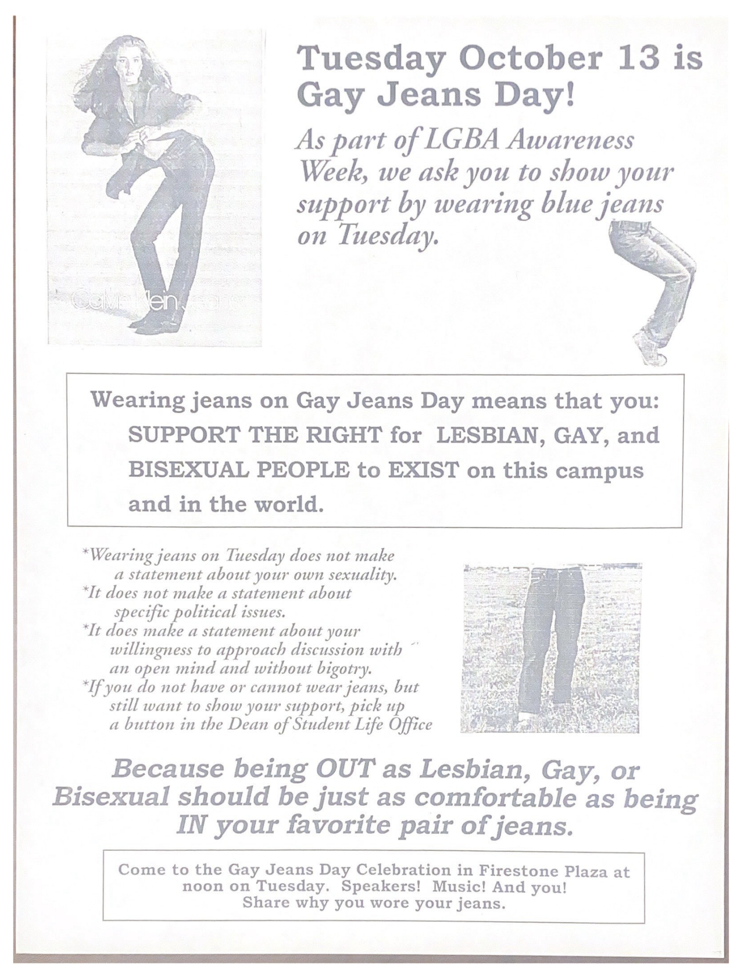 Tuesday October 13 is
Gay Jeans Day!
As part of LGBA Awareness
Week, we ask you to show your
support by wearing blue jeans
on Tuesday.
Calvin Klein
Wearing jeans on Gay Jeans Day means that you:
SUPPORT THE RIGHT for LESBIAN, GAY, and
BISEXUAL PEOPLE to EXIST on this campus
and in the world.
*Wearing jeans on Tuesday does not make
a statement about your own sexuality.
*It does not make a statement about
specific political issues.
*It does make a statement about your
willingness to approach discussion with
an open mind and without bigotry.
*If you do not have or cannot wear jeans, but
still want to show your support, pick up
a button in the Dean of Student Life Office
Because being OUT as Lesbian, Gay, or
Bisexual should be just as comfortable as being
IN your favorite pair of jeans.
Come to the Gay Jeans Day Celebration in Firestone Plaza at
noon on Tuesday. Speakers! Music! And you!
Share why you wore your jeans.